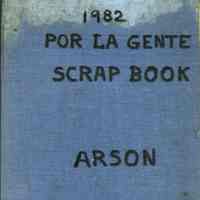 1982
POR LA GENTE
SCRAP BOOK
ARSON